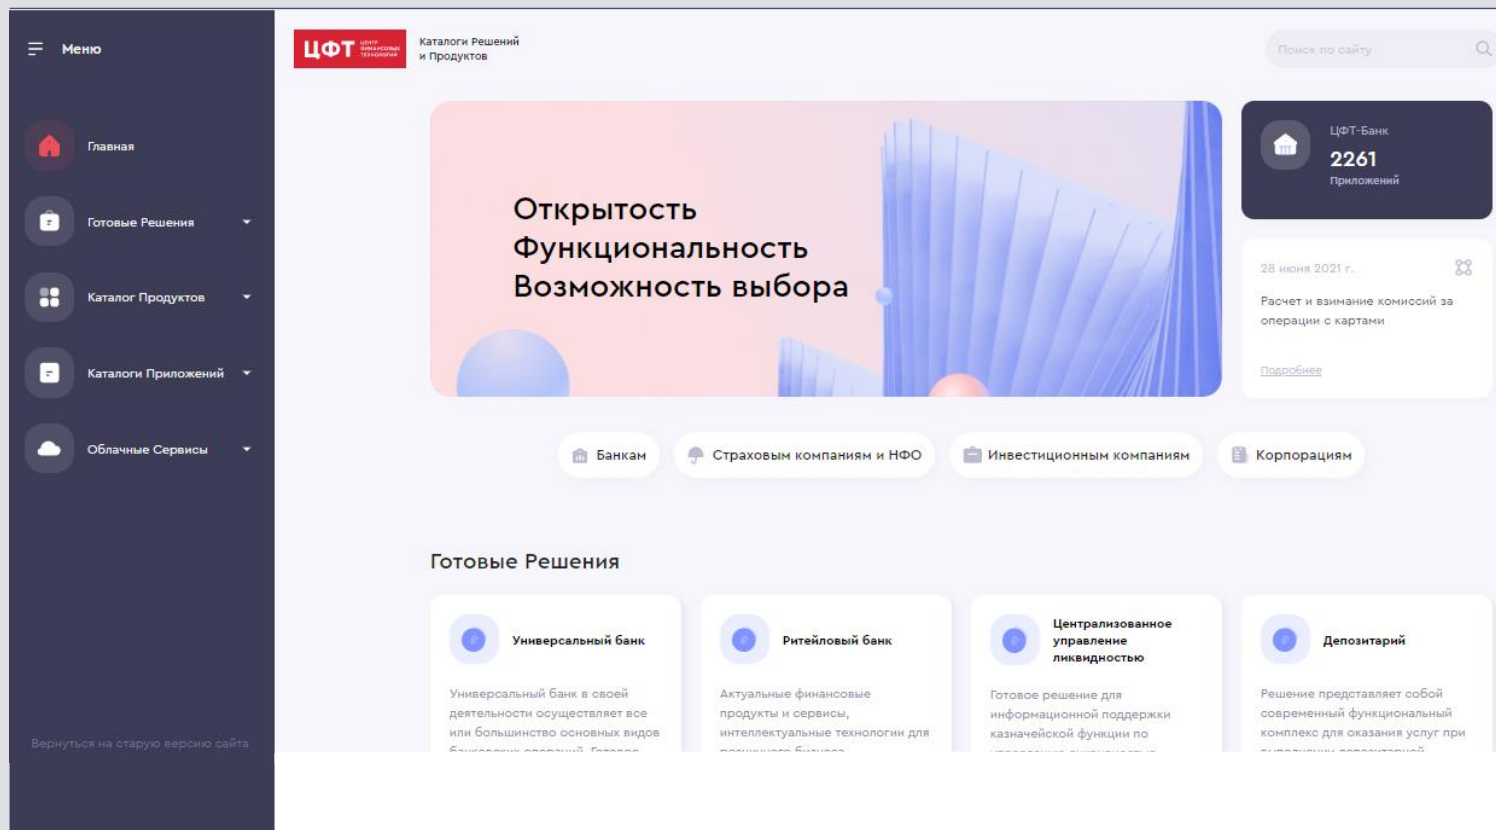 Меню
ЦФТ
ЦЕНТР
ФИНАНСОВЫХ
ТЕХНОЛОГИЙ
Каталоги Решений
и Продуктов
Поиск по сайту
Главная
Готовые Решения
Каталог Продуктов
Каталоги Приложений
Облачные Сервисы
Вернуться на старую версию сайта
Открытость
Функциональность
Возможность выбора
ЦФТ-Банк
2261
Приложений
28 июня 2021 г.
Расчет и взимание комиссий за
операции с картами
Подробнее
Банкам
Страховым компаниям и НФО
Инвестиционным компаниям
Корпорациям
Готовые Решения
Универсальный банк
Универсальный банк в своей
деятельности осуществляет все
или большинство основных видов
Ритейловый банк
Актуальные финансовые
продукты и сервисы,
интеллектуальные технологии для
Централизованное
управление
ликвидностью
Готовое решение для
информационной поддержки
казначейской функции по
Депозитарий
Решение представляет собой
современный функциональный
комплекс для оказания услуг при